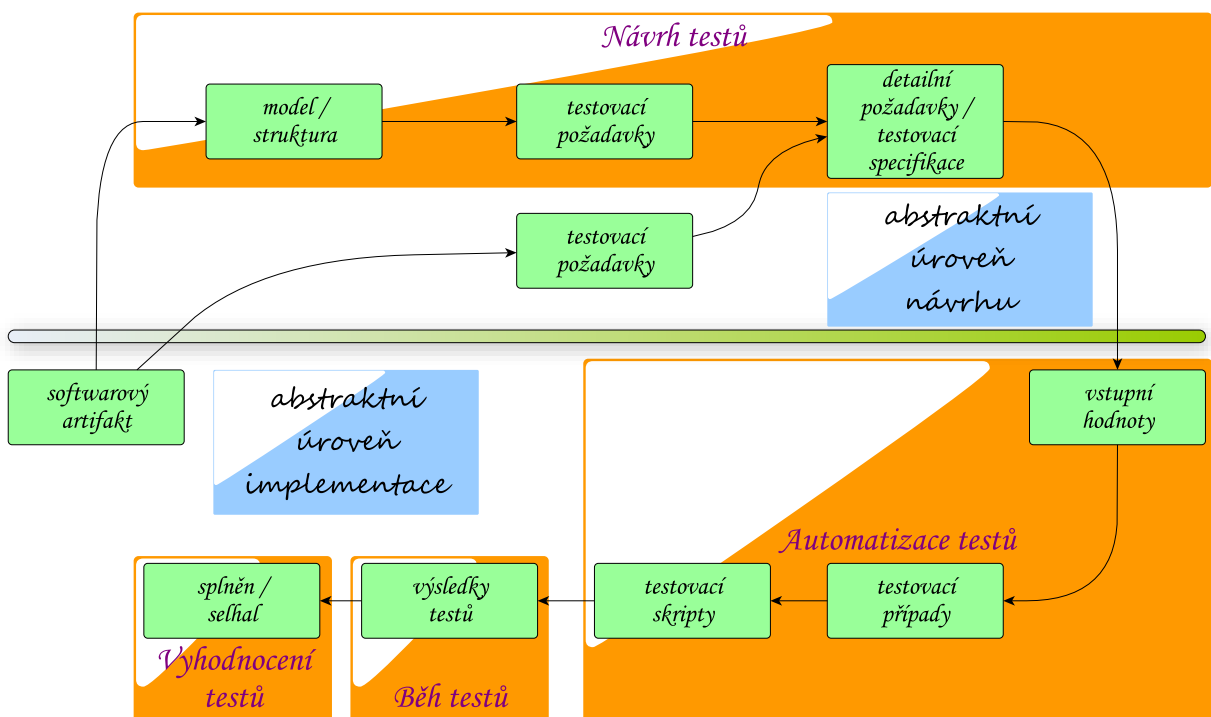 Návrh testů
model /
struktura
testovací
požadavky
detailní
požadavky /
testovací
specifikace
testovací
požadavky
abstraktní
úroveň
návrhu
softwarový
artifakt
abstraktní
úroveň
implementace
vstupní
hodnoty
Automatizace testů
splněn /
selhal
výsledky
testů
testovací
skripty
testovací
případy
Vyhodnocení
testů
Běh testů